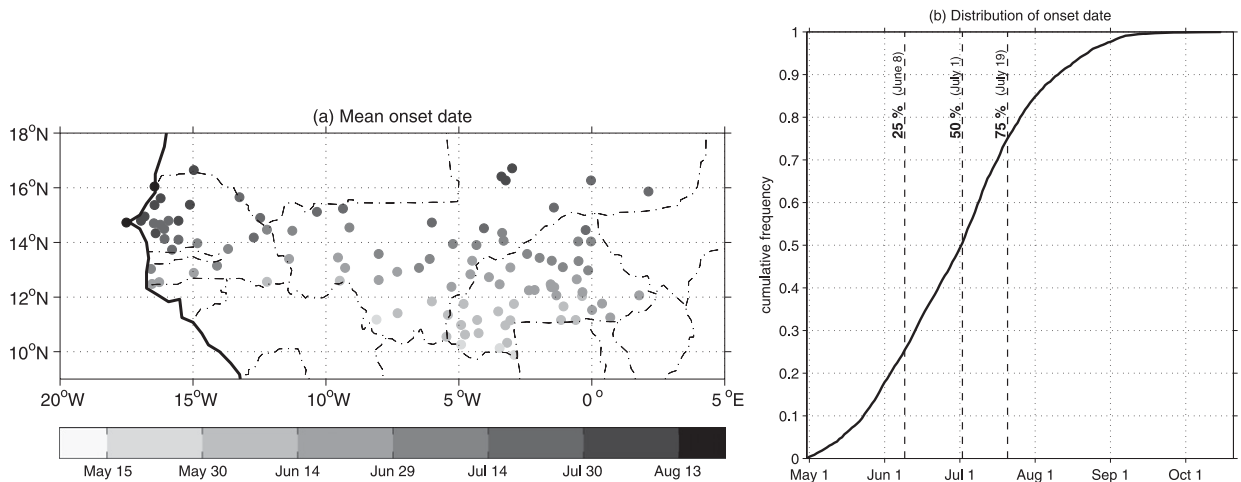 (a) Mean onset date
18°N
16°N
14°N
12°N
10°N
20°W 15°W 10°W 5°W 0° 5°E
May 15 May 30 Jun 14 Jun 29 Jul 14 Jul 30 Aug 13
(b) Distribution of onset date
cumulative frequency
1
0.9
0.8
0.7
0.6
0.5
0.4
0.3
0.2
0.1
0
25 % (June 8)
50 % (July 1)
75 % (July 19)
May 1 Jun 1 Jul 1 Aug 1 Sep 1 Oct 1